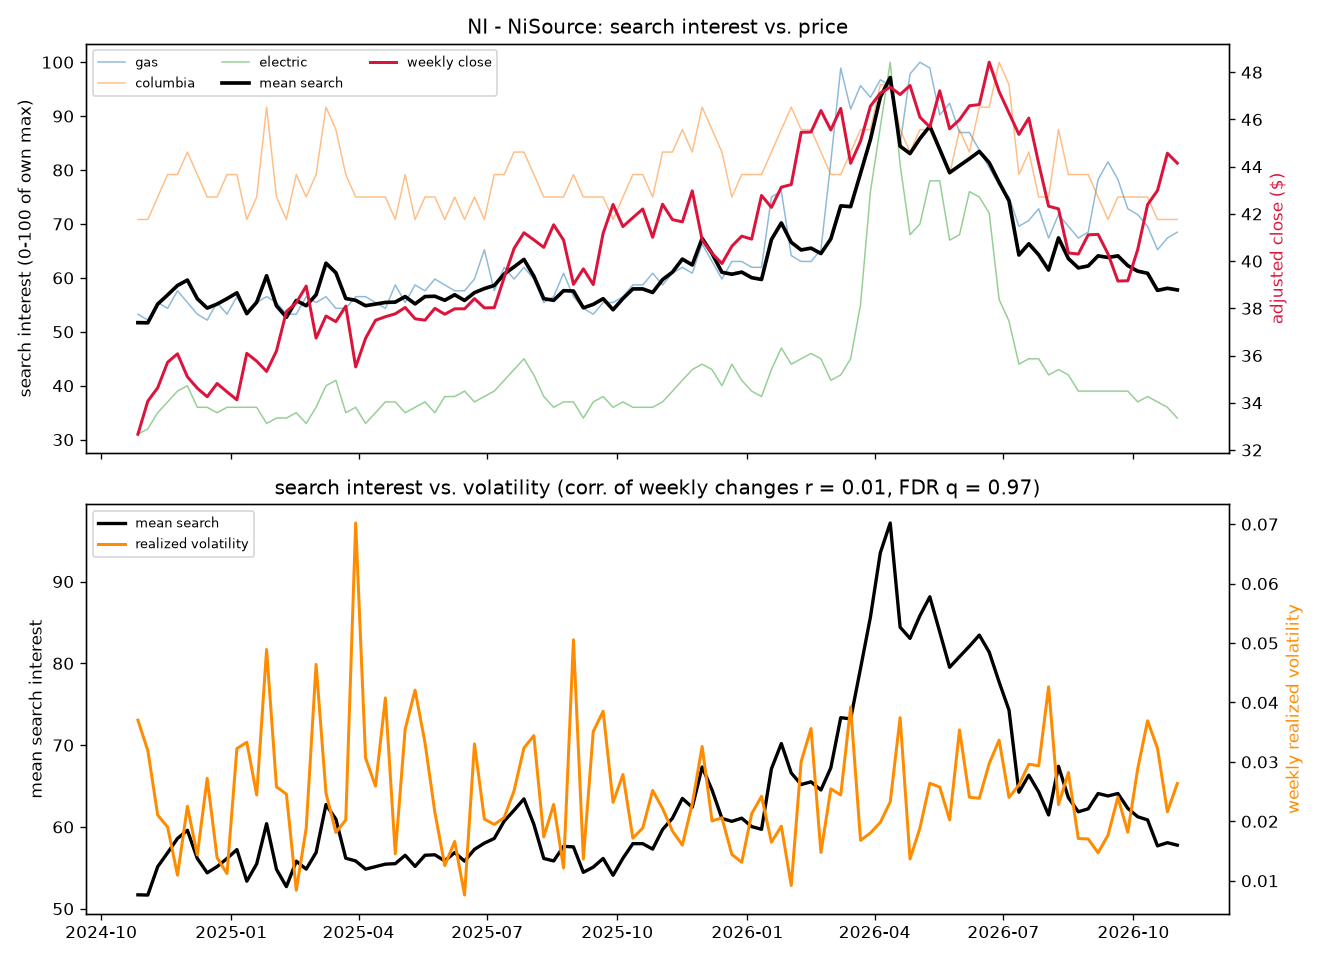 NI - NiSource: search interest vs. price
gas
columbia
electric
mean search
weekly close
search interest (0-100 of own max)
100
90
80
70
60
50
40
30
adjusted close ($)
48
46
44
42
40
38
36
34
32
search interest vs. volatility (corr. of weekly changes r = 0.01, FDR q = 0.97)
mean search
realized volatility
mean search interest
90
80
70
60
50
weekly realized volatility
0.07
0.06
0.05
0.04
0.03
0.02
0.01
2024-10
2025-01
2025-04
2025-07
2025-10
2026-01
2026-04
2026-07
2026-10